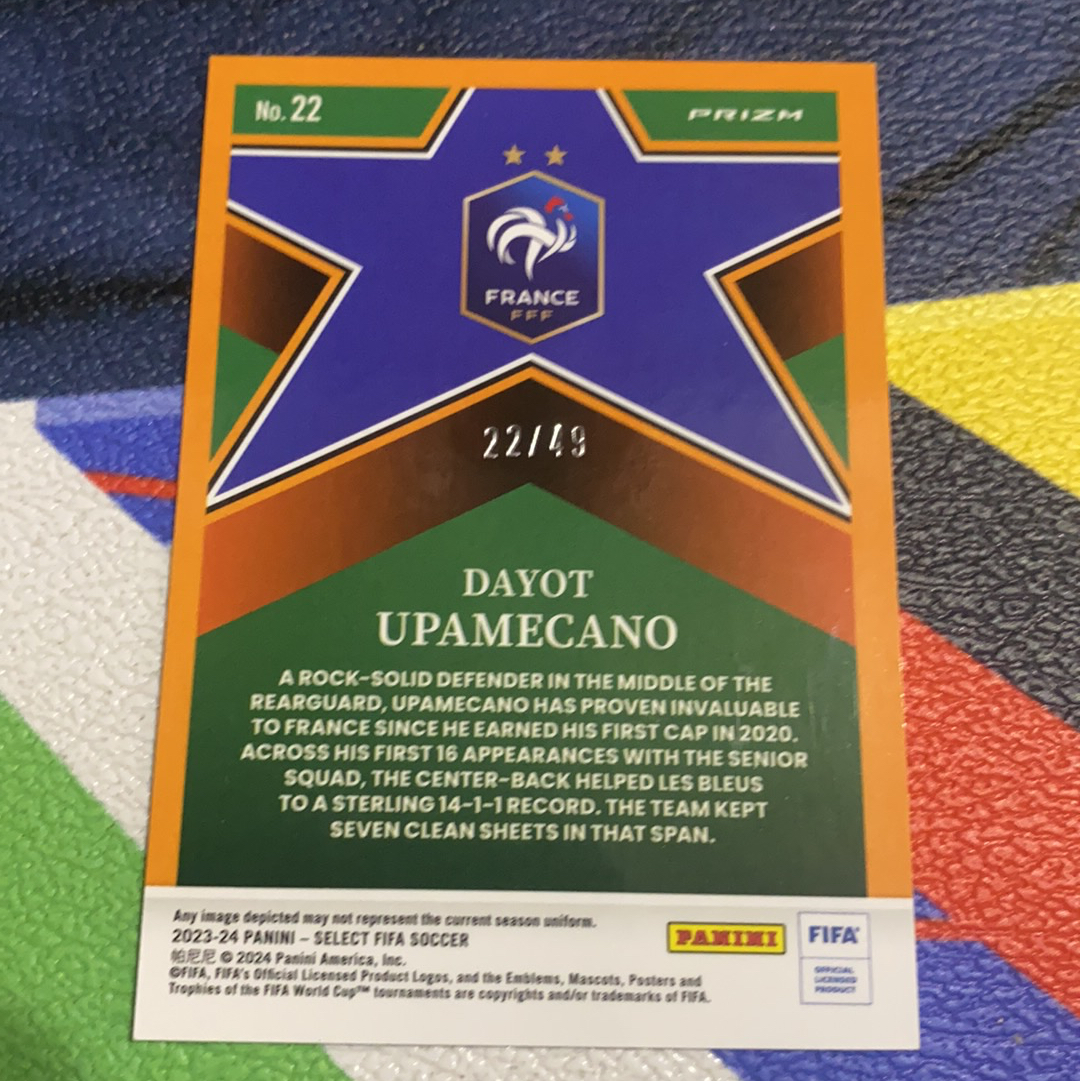 No. 22
PRIZM
FRANCE
FFF
22/49
DAYOT
UPAMECANO
A ROCK-SOLID DEFENDER IN THE MIDDLE OF THE
REARGUARD, UPAMECANO HAS PROVEN INVALUABLE
TO FRANCE SINCE HE EARNED HIS FIRST CAP IN 2020.
ACROSS HIS FIRST 16 APPEARANCES WITH THE SENIOR
SQUAD, THE CENTER-BACK HELPED LES BLEUS
TO A STERLING 14-1-1 RECORD. THE TEAM KEPT
SEVEN CLEAN SHEETS IN THAT SPAN.
Any image depicted may not represent the current season uniform.
2023-24 PANINI – SELECT FIFA SOCCER
帕尼尼 © 2024 Panini America, Inc.
©FIFA, FIFA's Official Licensed Product Logos, and the Emblems, Mascots, Posters and
Trophies of the FIFA World Cup™ tournaments are copyrights and/or trademarks of FIFA.
PANINI
FIFA®
OFFICIAL
LICENSED
PRODUCT